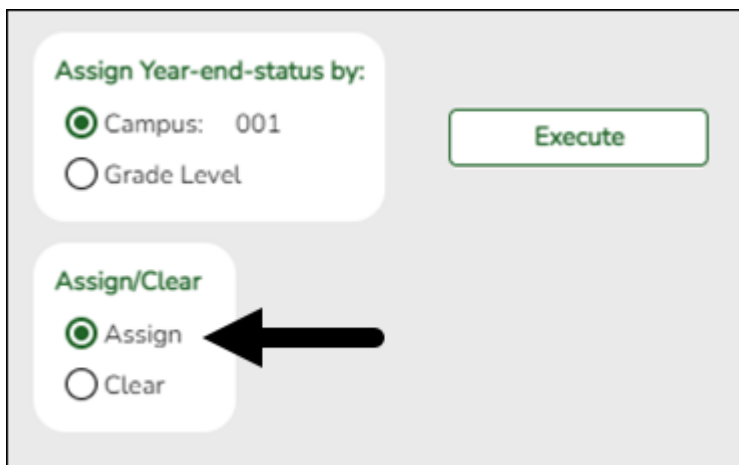 Assign Year-end-status by:
Campus: 001
Grade Level
Execute
Assign/Clear
Assign
Clear